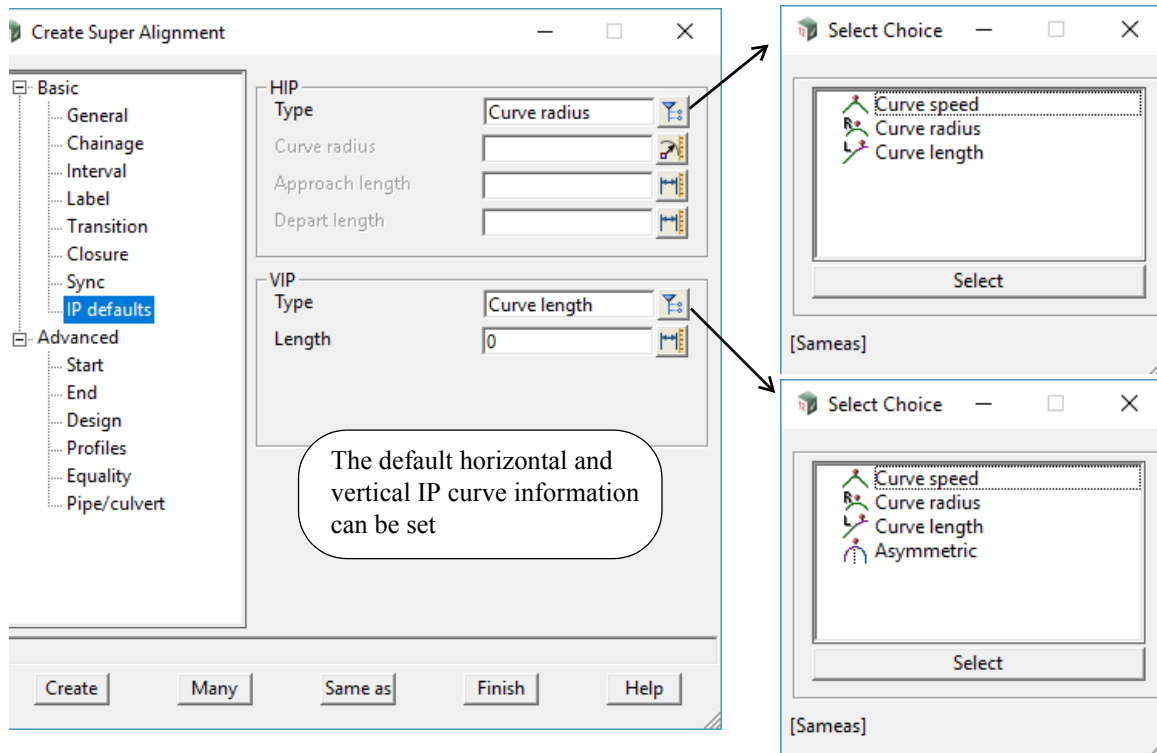 Create Super Alignment
Basic
General
Chainage
Interval
Label
Transition
Closure
Sync
IP defaults
Advanced
Start
End
Design
Profiles
Equality
Pipe/culvert
HIP
Type
Curve radius
Curve radius
Approach length
Depart length
VIP
Type
Curve length
Length
0
The default horizontal and
vertical IP curve information
can be set
Create
Many
Same as
Finish
Help
Select Choice
Curve speed
Curve radius
Curve length
Select
[Sameas]
Select Choice
Curve speed
Curve radius
Curve length
Asymmetric
Select
[Sameas]